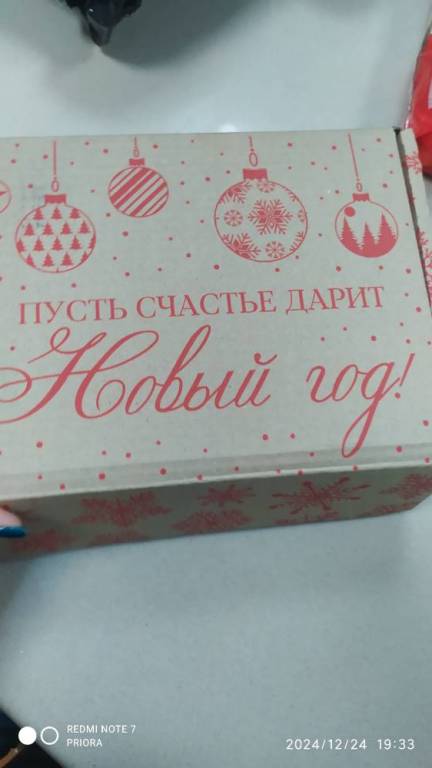 ПУСТЬ СЧАСТЬЕ ДАРИТ
Новый год!
REDMI NOTE 7
PRIORA
2024/12/24 19:33